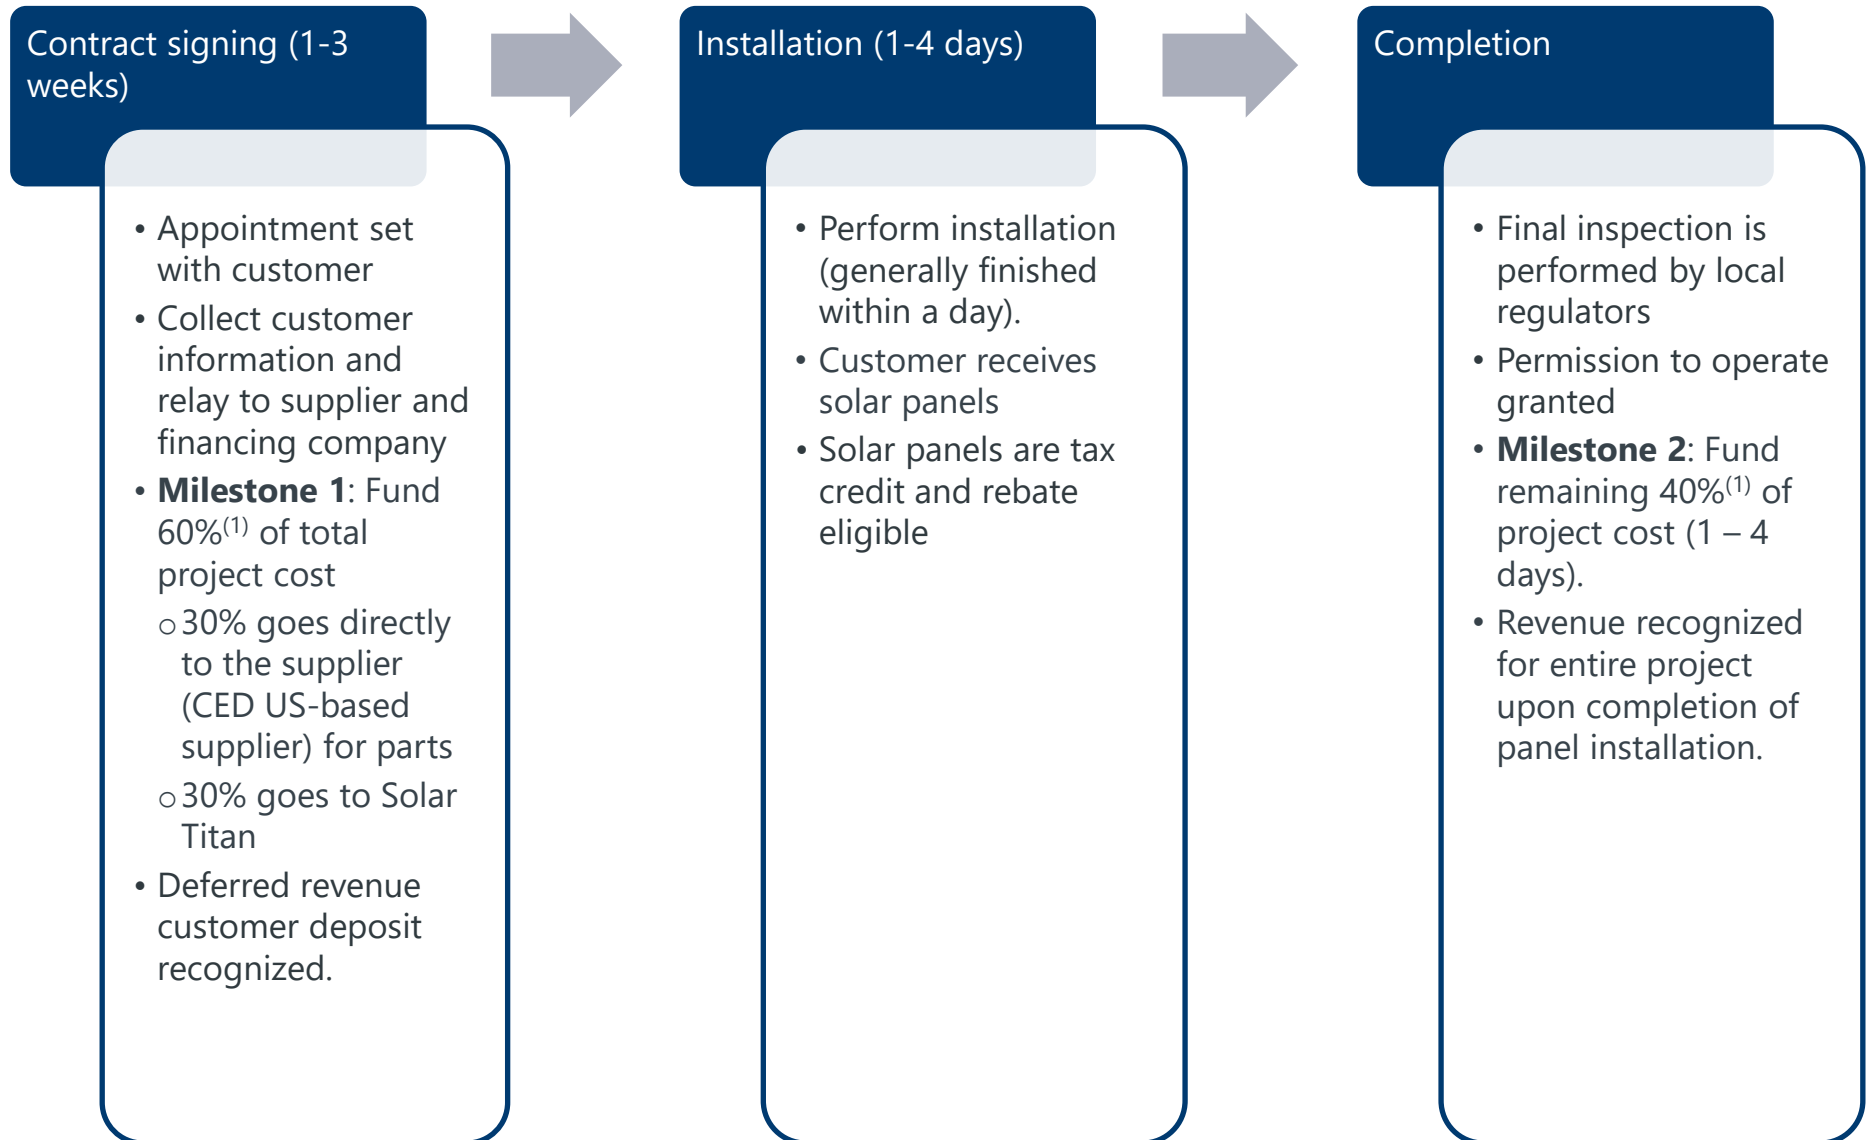 Contract signing (1-3
weeks)
• Appointment set
with customer
• Collect customer
information and
relay to supplier and
financing company
• Milestone 1: Fund
60%(1) of total
project cost
o 30% goes directly
to the supplier
(CED US-based
supplier) for parts
o 30% goes to Solar
Titan
• Deferred revenue
customer deposit
recognized.
Installation (1-4 days)
• Perform installation
(generally finished
within a day).
• Customer receives
solar panels
• Solar panels are tax
credit and rebate
eligible
Completion
• Final inspection is
performed by local
regulators
• Permission to operate
granted
• Milestone 2: Fund
remaining 40%(1) of
project cost (1 – 4
days).
• Revenue recognized
for entire project
upon completion of
panel installation.